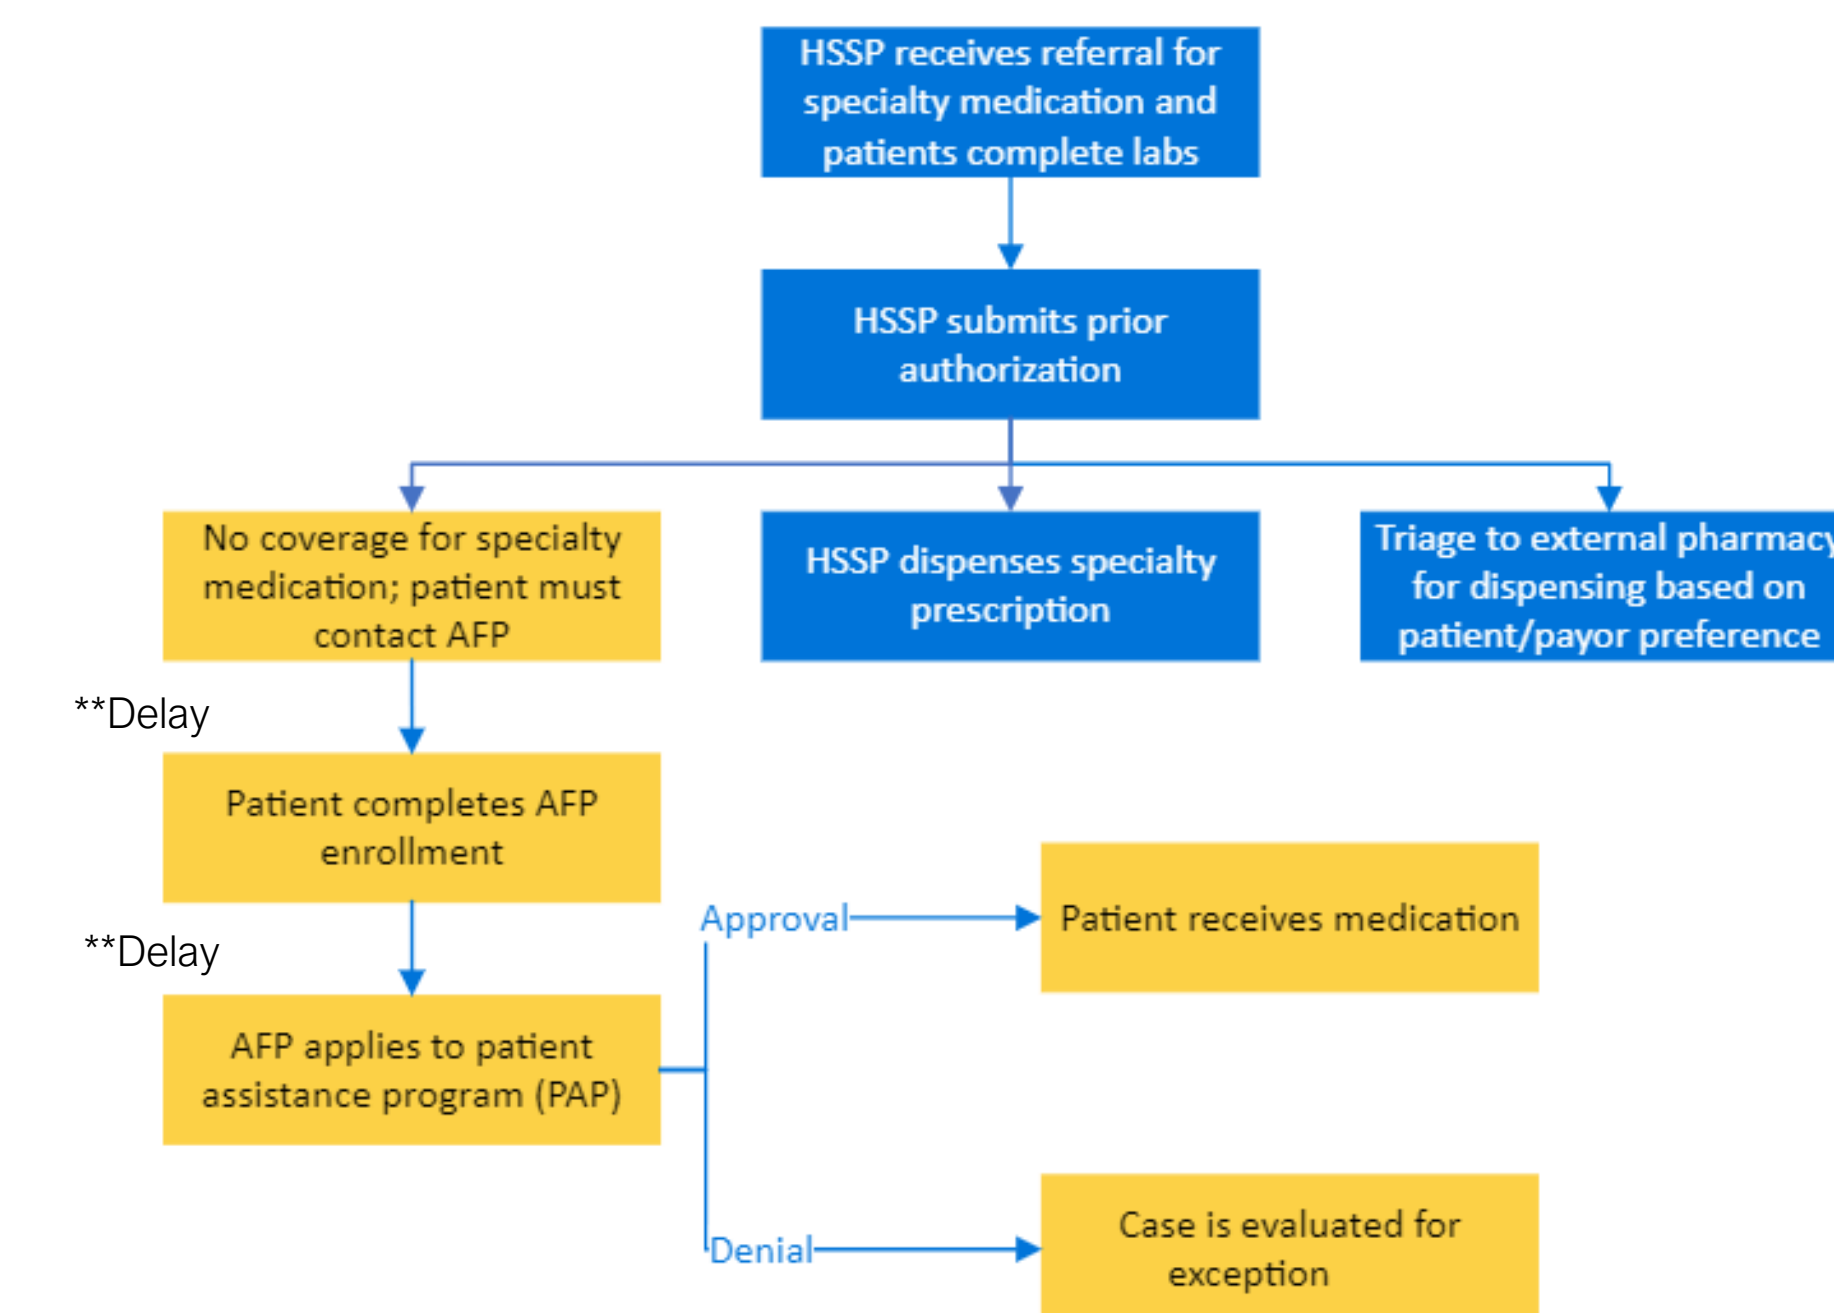 HSSP receives referral for
specialty medication and
patients complete labs
HSSP submits prior
authorization
No coverage for specialty
medication; patient must
contact AFP
HSSP dispenses specialty
prescription
Triage to external pharmacy
for dispensing based on
patient/payor preference
**Delay
Patient completes AFP
enrollment
**Delay
AFP applies to patient
assistance program (PAP)
Approval
Patient receives medication
Denial
Case is evaluated for
exception